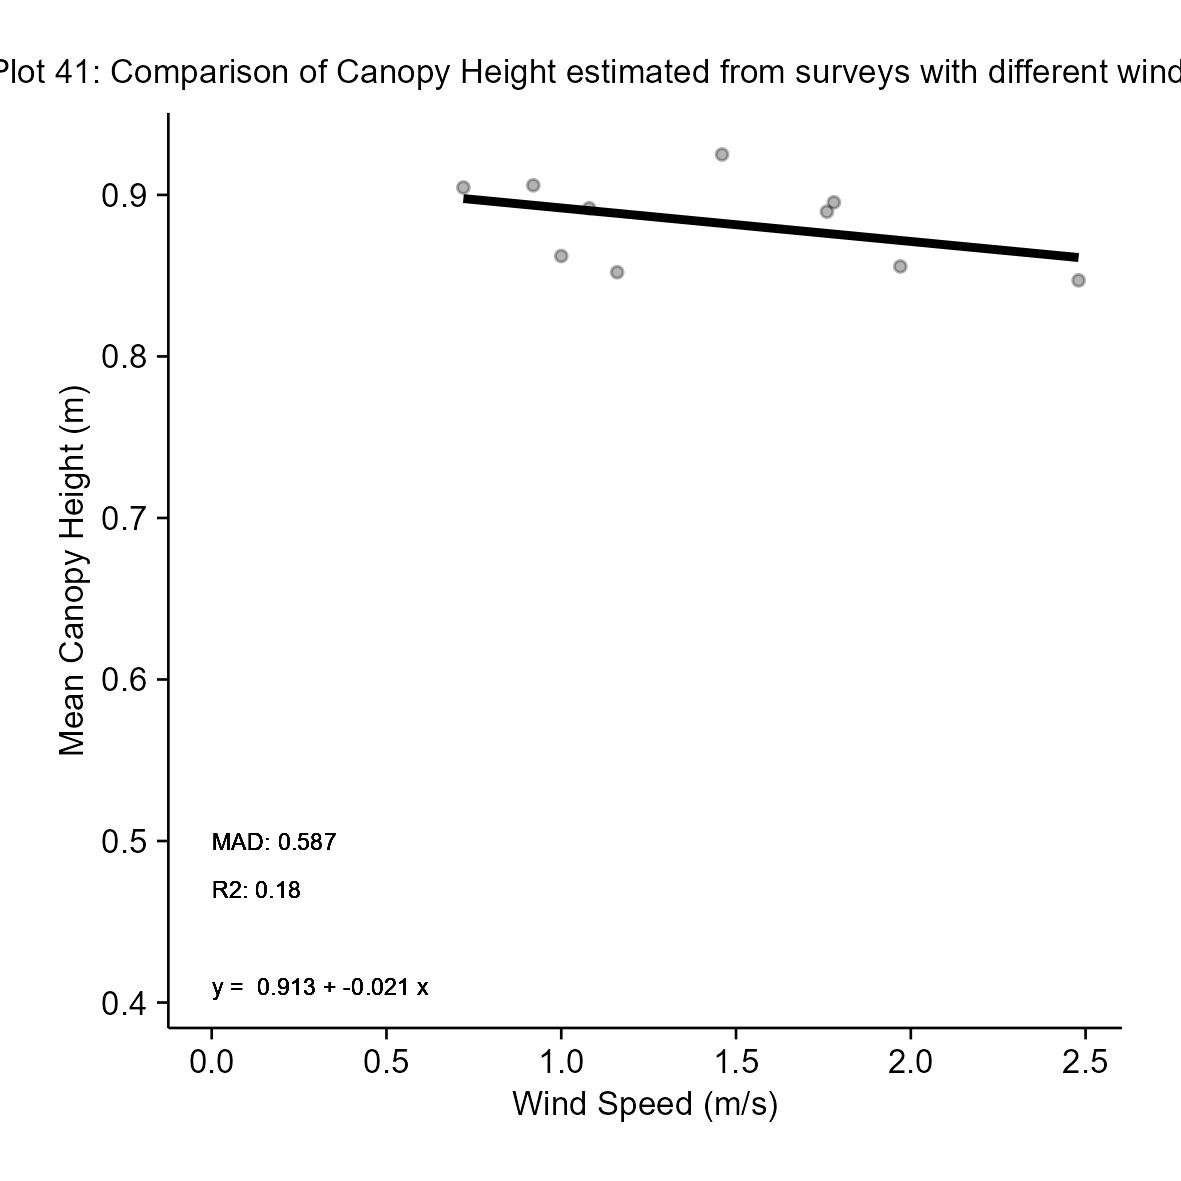 Plot 41: Comparison of Canopy Height estimated from surveys with different wind
0.9
0.8
0.7
0.6
0.5
0.4
Mean Canopy Height (m)
MAD: 0.587
R2: 0.18
y =  0.913 + -0.021 x
0.0 0.5 1.0 1.5 2.0 2.5
Wind Speed (m/s)